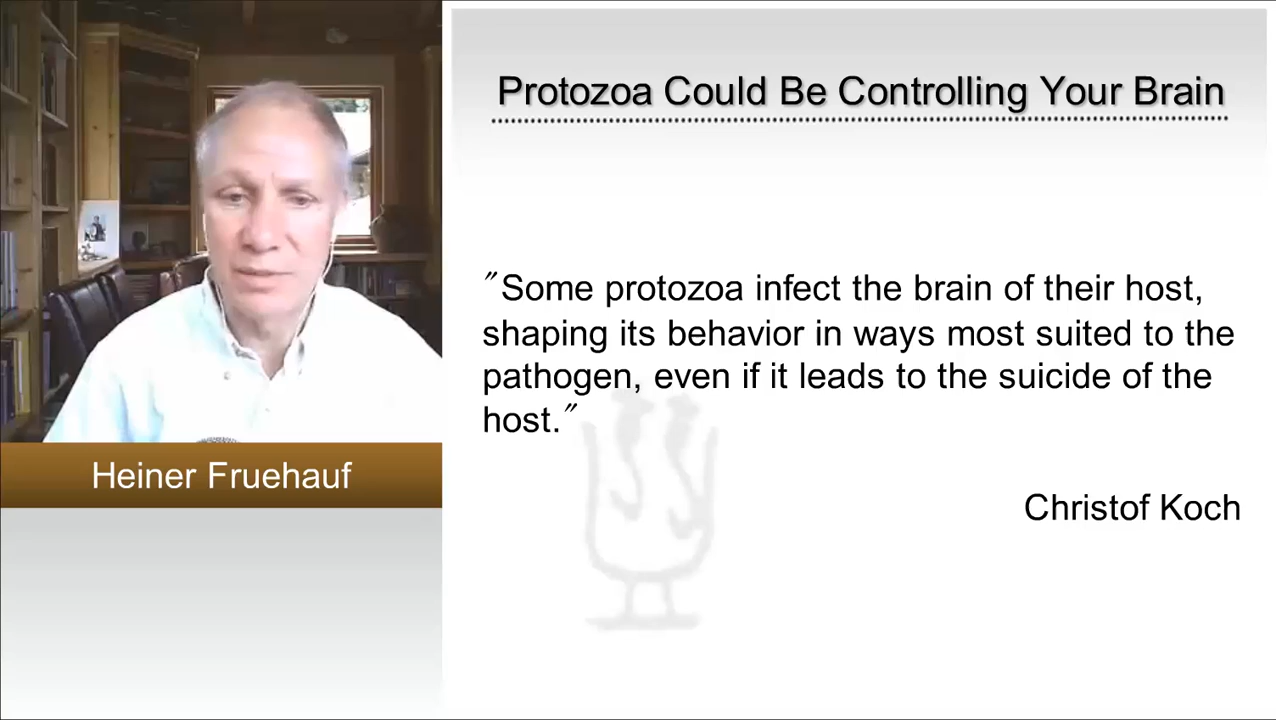 Protozoa Could Be Controlling Your Brain
"Some protozoa infect the brain of their host,
shaping its behavior in ways most suited to the
pathogen, even if it leads to the suicide of the
host."
Christof Koch
Heiner Fruehauf